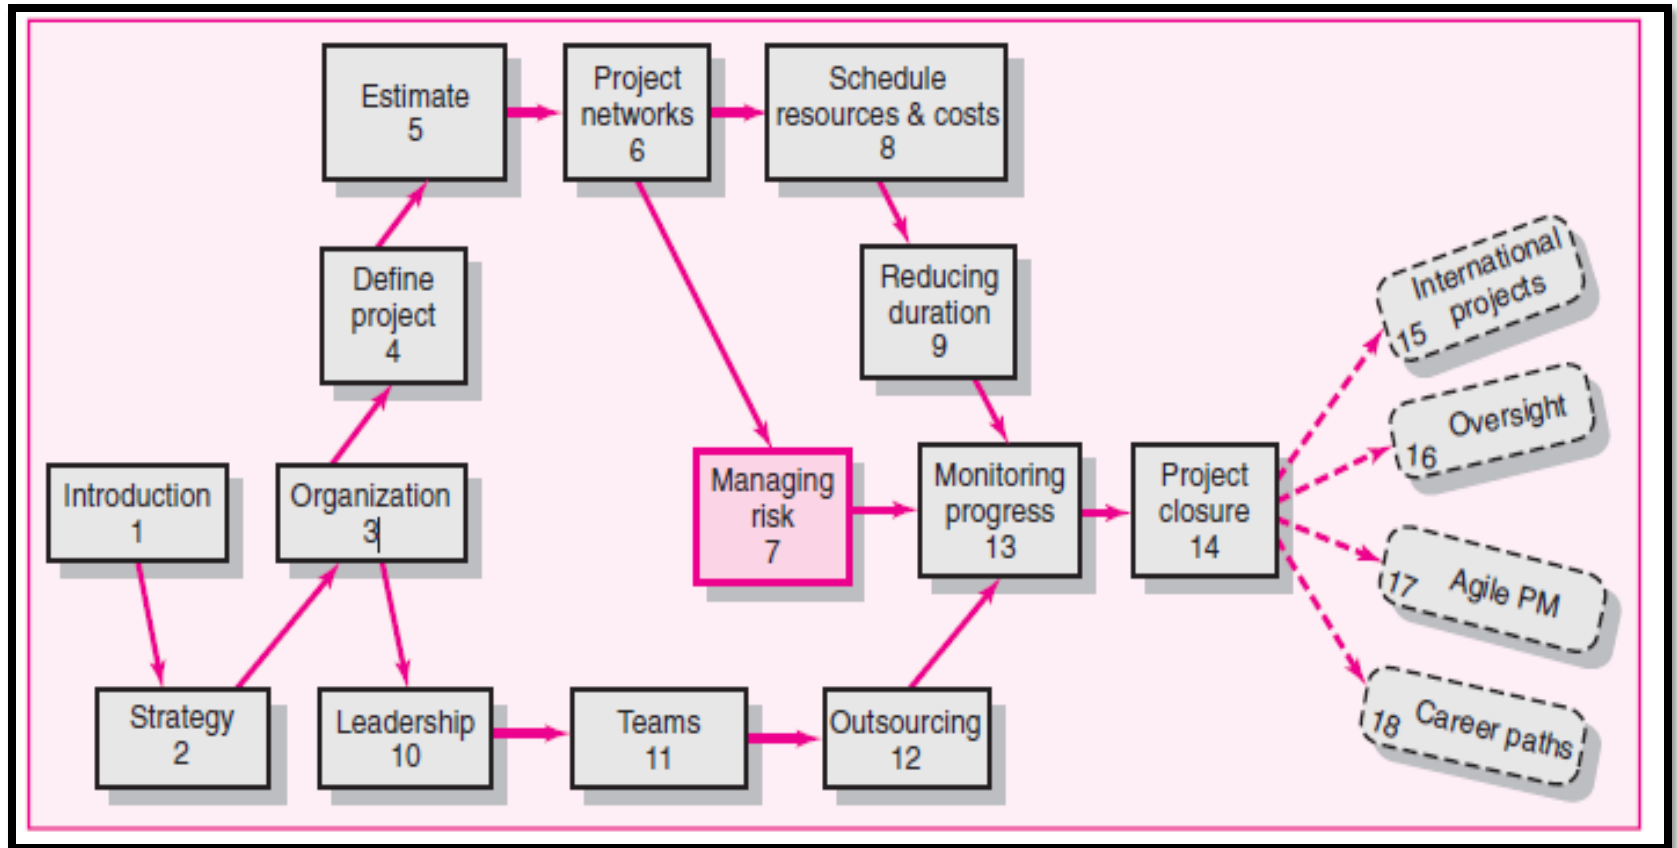 Estimate
5
Project
networks
6
Schedule
resources & costs
8
Define
project
4
Reducing
duration
9
International
projects
15
Oversight
16
Introduction
1
Organization
3
Managing
risk
7
Monitoring
progress
13
Project
closure
14
Agile PM
17
Strategy
2
Leadership
10
Teams
11
Outsourcing
12
Career paths
18